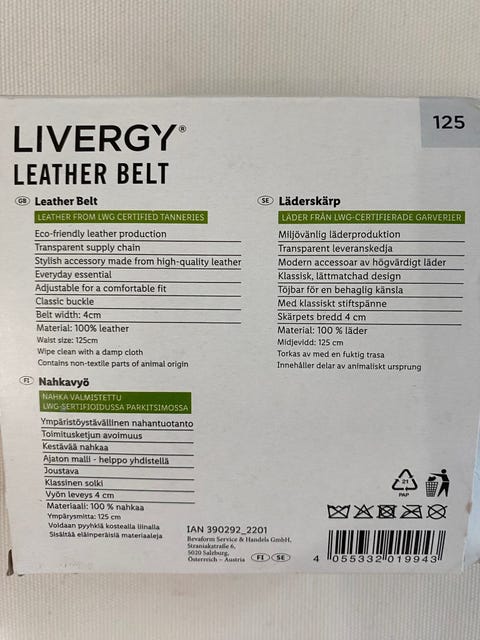 125
LIVERGY®
LEATHER BELT
GB Leather Belt
LEATHER FROM LWG CERTIFIED TANNERIES
Eco-friendly leather production
Transparent supply chain
Stylish accessory made from high-quality leather
Everyday essential
Adjustable for a comfortable fit
Classic buckle
Belt width: 4cm
Material: 100% leather
Waist size: 125cm
Wipe clean with a damp cloth
Contains non-textile parts of animal origin
SE Läderskärp
LÄDER FRÅN LWG-CERTIFIERADE GARVERIER
Miljövänlig läderproduktion
Transparent leveranskedja
Modern accessoar av högvärdigt läder
Klassisk, lättmatchad design
Töjbar för en behaglig känsla
Med klassiskt stiftspänne
Skärpets bredd 4 cm
Material: 100 % läder
Midjevidd: 125 cm
Torkas av med en fuktig trasa
Innehåller delar av animaliskt ursprung
FI Nahkavyö
NAHKA VALMISTETTU
LWG-SERTIFIOIDUSSA PARKITSIMOSSA
Ympäristöystävällinen nahantuotanto
Toimitusketjun avoimuus
Kestävää nahkaa
Ajaton malli - helppo yhdistellä
Joustava
Klassinen solki
Vyön leveys 4 cm
Materiaali: 100 % nahkaa
Ympärysmitta: 125 cm
Voidaan pyyhkiä kostealla liinalla
Sisältää eläinperäisiä materiaaleja
21
PAP
IAN 390292_2201
Bevaform Service & Handels GmbH,
Straniakstraße 6,
5020 Salzburg,
Österreich – Austria
FI SE
4 055332 019943